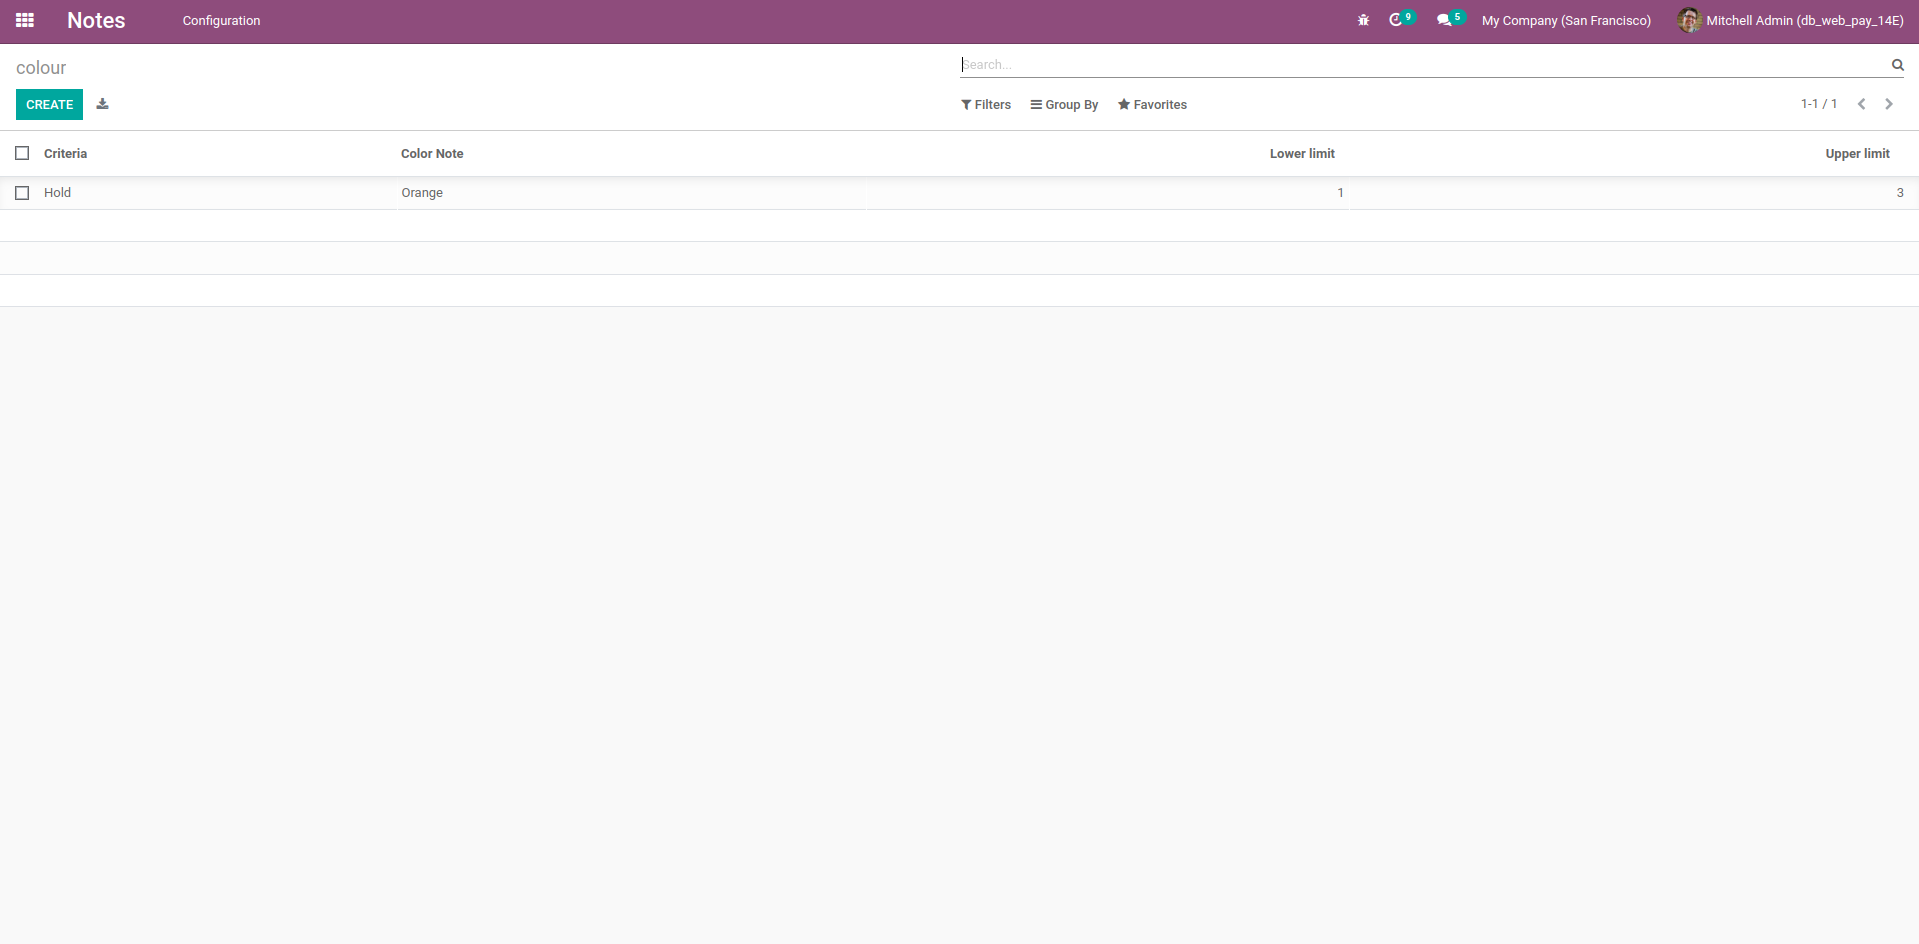 Notes Configuration 9 5 My Company (San Francisco) Mitchell Admin (db_web_pay_14E)
colour Search...
CREATE Filters Group By Favorites 1-1 / 1
Criteria Color Note Lower limit Upper limit
Hold Orange 1 3